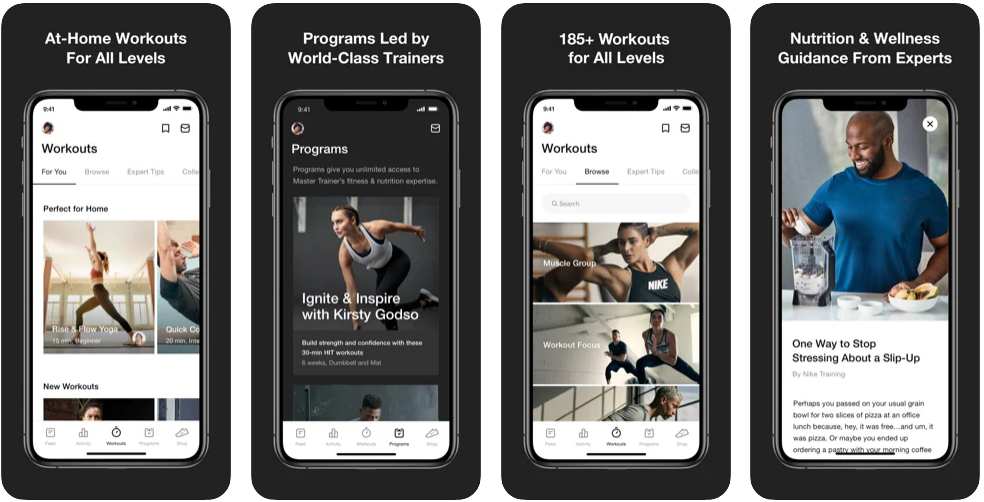 At-Home Workouts
For All Levels
9:41
Workouts
For You Browse Expert Tips Colle
Perfect for Home
Rise & Flow Yoga
15 min, Beginner
Quick Co
20 min, Inte
New Workouts
Feed Activity Workouts Programs Shop
Programs Led by
World-Class Trainers
9:41
Programs
Programs give you unlimited access to
Master Trainer's fitness & nutrition expertise.
Ignite & Inspire
with Kirsty Godso
Build strength and confidence with these
30-min HIT workouts
6 weeks, Dumbbell and Mat
Feed Activity Workouts Programs Shop
185+ Workouts
for All Levels
9:41
Workouts
For You Browse Expert Tips Colle
Search
Muscle Group
NIKE
Workout Focus
Feed Activity Workouts Programs Shop
Nutrition & Wellness
Guidance From Experts
One Way to Stop
Stressing About a Slip-Up
By Nike Training
Perhaps you passed on your usual grain
bowl for two slices of pizza at an office
lunch because, hey, it was free...and um, it
was pizza. Or maybe you ended up
ordering a pastry with your morning coffee